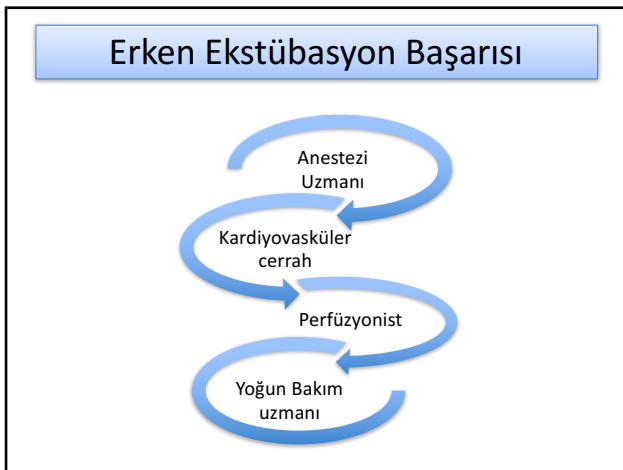 Erken Ekstübasyon Başarısı
Anestezi
Uzmanı
Kardiyovasküler
cerrah
Perfüzyonist
Yoğun Bakım
uzmanı